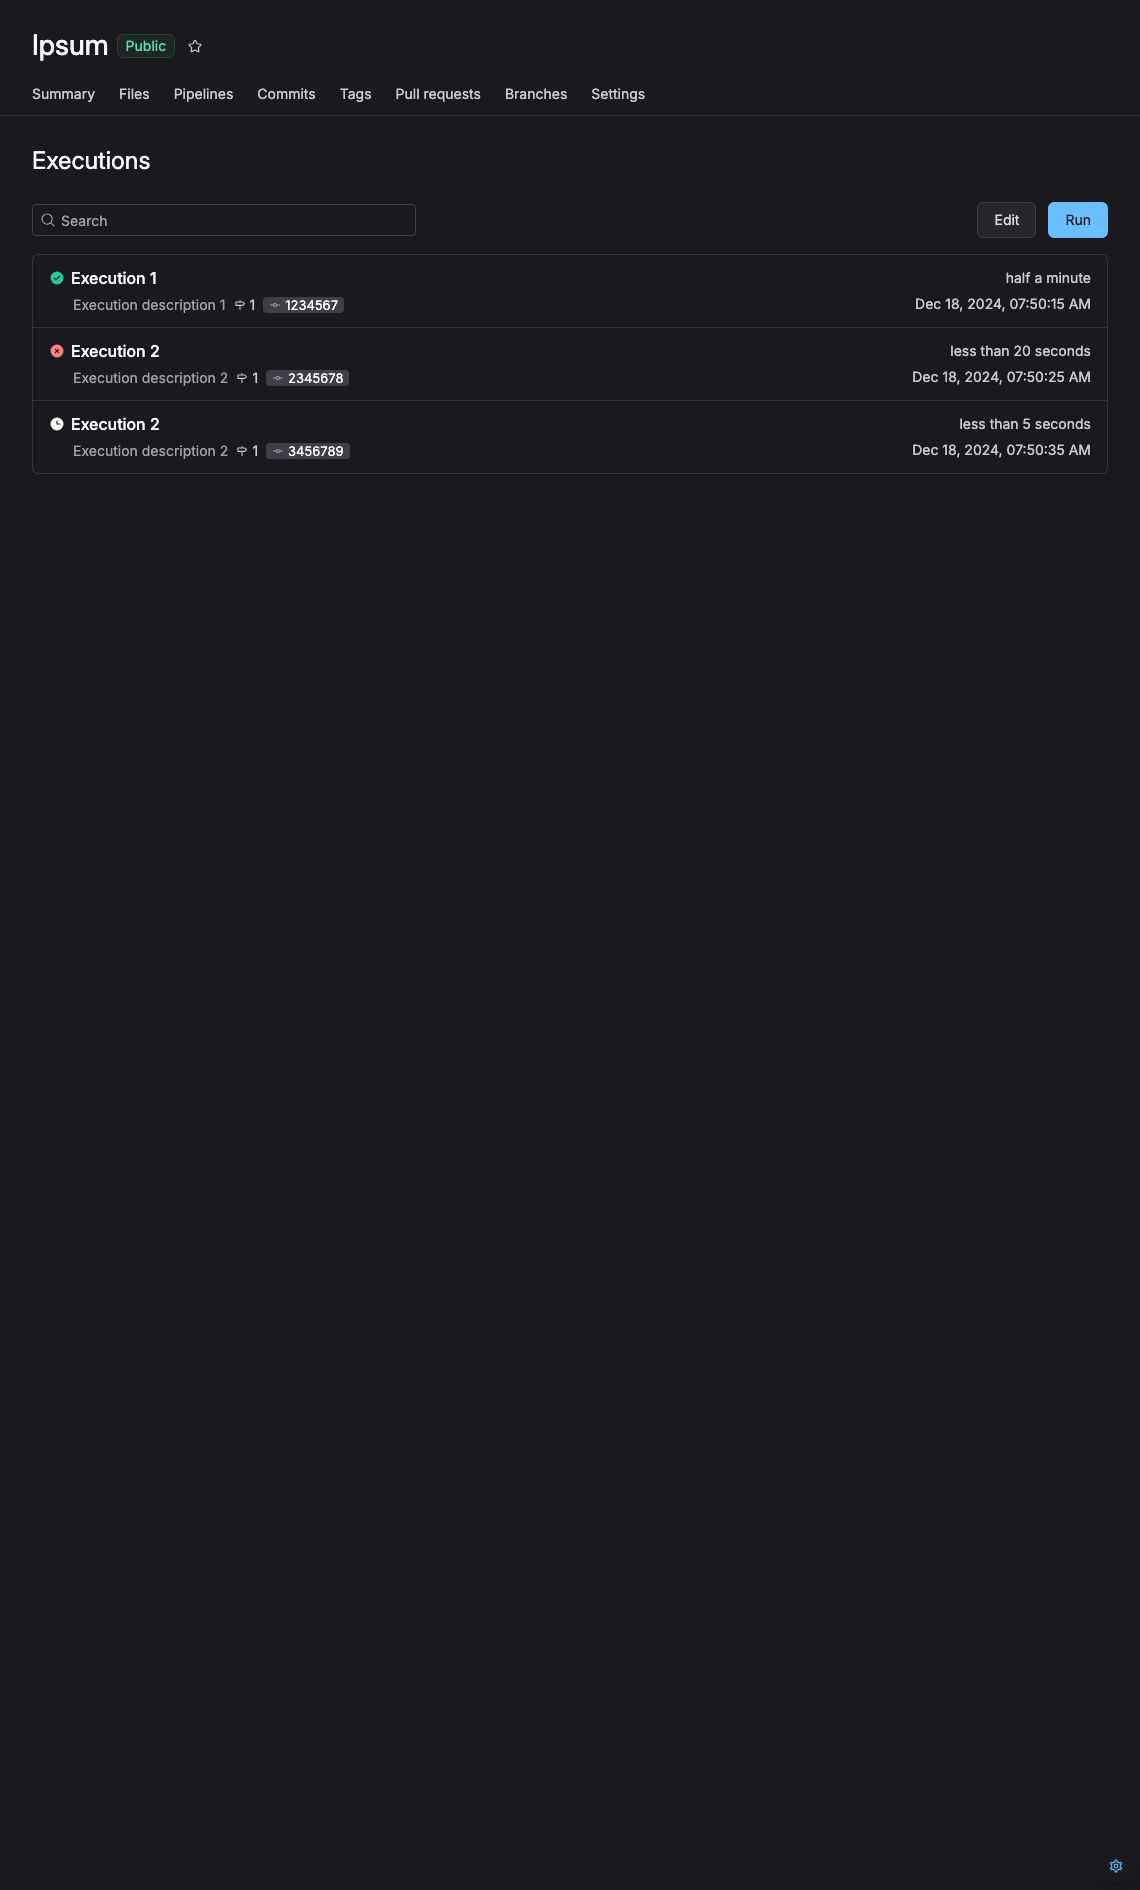 Ipsum Public
Summary Files Pipelines Commits Tags Pull requests Branches Settings
Executions
Search Edit Run
Execution 1 half a minute
Execution description 1 1 1234567 Dec 18, 2024, 07:50:15 AM
Execution 2 less than 20 seconds
Execution description 2 1 2345678 Dec 18, 2024, 07:50:25 AM
Execution 2 less than 5 seconds
Execution description 2 1 3456789 Dec 18, 2024, 07:50:35 AM